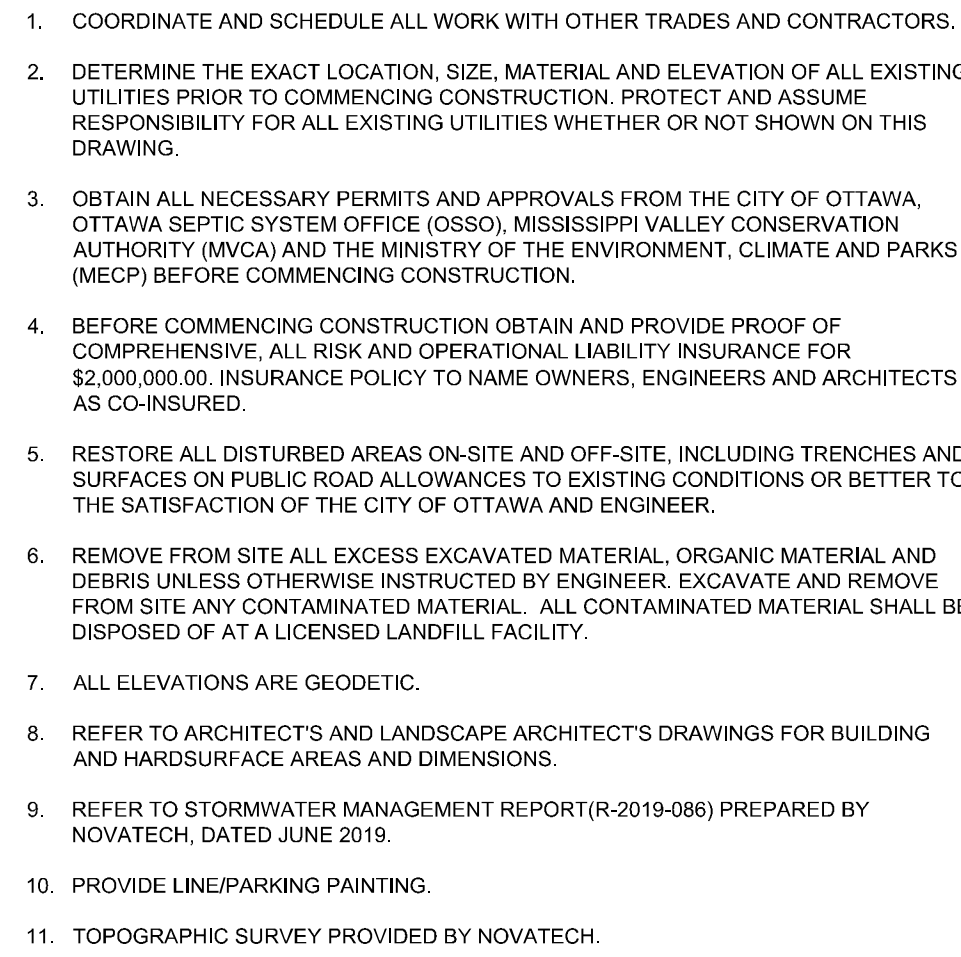 1. COORDINATE AND SCHEDULE ALL WORK WITH OTHER TRADES AND CONTRACTORS.
2. DETERMINE THE EXACT LOCATION, SIZE, MATERIAL AND ELEVATION OF ALL EXISTING
UTILITIES PRIOR TO COMMENCING CONSTRUCTION. PROTECT AND ASSUME
RESPONSIBILITY FOR ALL EXISTING UTILITIES WHETHER OR NOT SHOWN ON THIS
DRAWING.
3. OBTAIN ALL NECESSARY PERMITS AND APPROVALS FROM THE CITY OF OTTAWA,
OTTAWA SEPTIC SYSTEM OFFICE (OSSO), MISSISSIPPI VALLEY CONSERVATION
AUTHORITY (MVCA) AND THE MINISTRY OF THE ENVIRONMENT, CLIMATE AND PARKS
(MECP) BEFORE COMMENCING CONSTRUCTION.
4. BEFORE COMMENCING CONSTRUCTION OBTAIN AND PROVIDE PROOF OF
COMPREHENSIVE, ALL RISK AND OPERATIONAL LIABILITY INSURANCE FOR
$2,000,000.00. INSURANCE POLICY TO NAME OWNERS, ENGINEERS AND ARCHITECTS
AS CO-INSURED.
5. RESTORE ALL DISTURBED AREAS ON-SITE AND OFF-SITE, INCLUDING TRENCHES AND
SURFACES ON PUBLIC ROAD ALLOWANCES TO EXISTING CONDITIONS OR BETTER TO
THE SATISFACTION OF THE CITY OF OTTAWA AND ENGINEER.
6. REMOVE FROM SITE ALL EXCESS EXCAVATED MATERIAL, ORGANIC MATERIAL AND
DEBRIS UNLESS OTHERWISE INSTRUCTED BY ENGINEER. EXCAVATE AND REMOVE
FROM SITE ANY CONTAMINATED MATERIAL.  ALL CONTAMINATED MATERIAL SHALL BE
DISPOSED OF AT A LICENSED LANDFILL FACILITY.
7. ALL ELEVATIONS ARE GEODETIC.
8. REFER TO ARCHITECT'S AND LANDSCAPE ARCHITECT'S DRAWINGS FOR BUILDING
AND HARDSURFACE AREAS AND DIMENSIONS.
9. REFER TO STORMWATER MANAGEMENT REPORT(R-2019-086) PREPARED BY
NOVATECH, DATED JUNE 2019.
10. PROVIDE LINE/PARKING PAINTING.
11. TOPOGRAPHIC SURVEY PROVIDED BY NOVATECH.